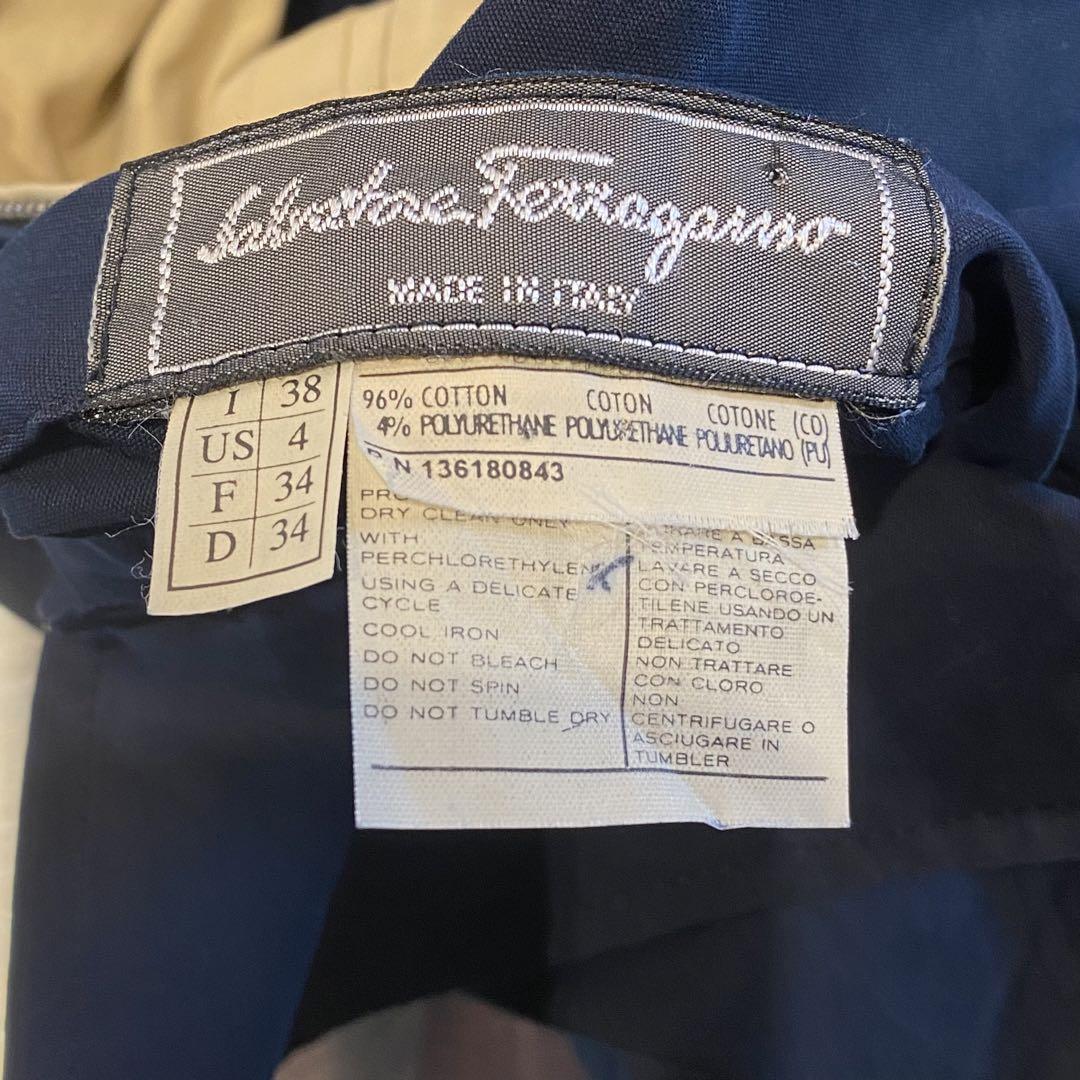 Salvatore Ferragamo
MADE IN ITALY
I 38
US 4
F 34
D 34
96% COTTON COTON COTONE (CO)
4% POLYURETHANE POLYURETHANE POLIURETANO (PU)
P/N 136180843
DRY CLEAN ONLY
WITH
PERCHLORETHYLENE
USING A DELICATE
CYCLE
COOL IRON
DO NOT BLEACH
DO NOT SPIN
DO NOT TUMBLE DRY
A BASSA
TEMPERATURA
LAVARE A SECCO
CON PERCLOROE-
TILENE USANDO UN
TRATTAMENTO
DELICATO
NON TRATTARE
CON CLORO
NON
CENTRIFUGARE O
ASCIUGARE IN
TUMBLER